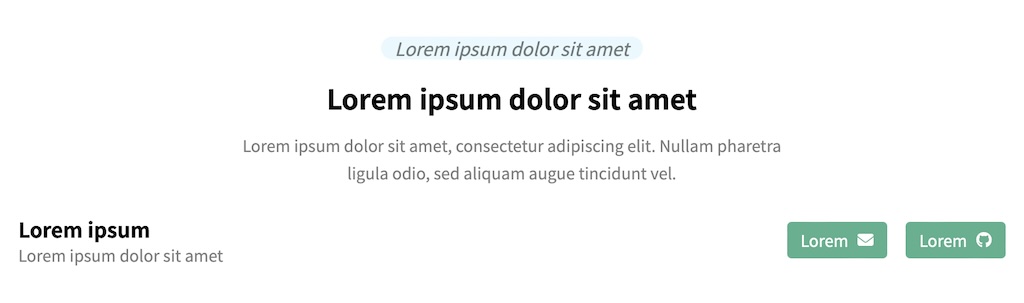 Lorem ipsum dolor sit amet
Lorem ipsum dolor sit amet
Lorem ipsum dolor sit amet, consectetur adipiscing elit. Nullam pharetra
ligula odio, sed aliquam augue tincidunt vel.
Lorem ipsum
Lorem ipsum dolor sit amet
Lorem
Lorem